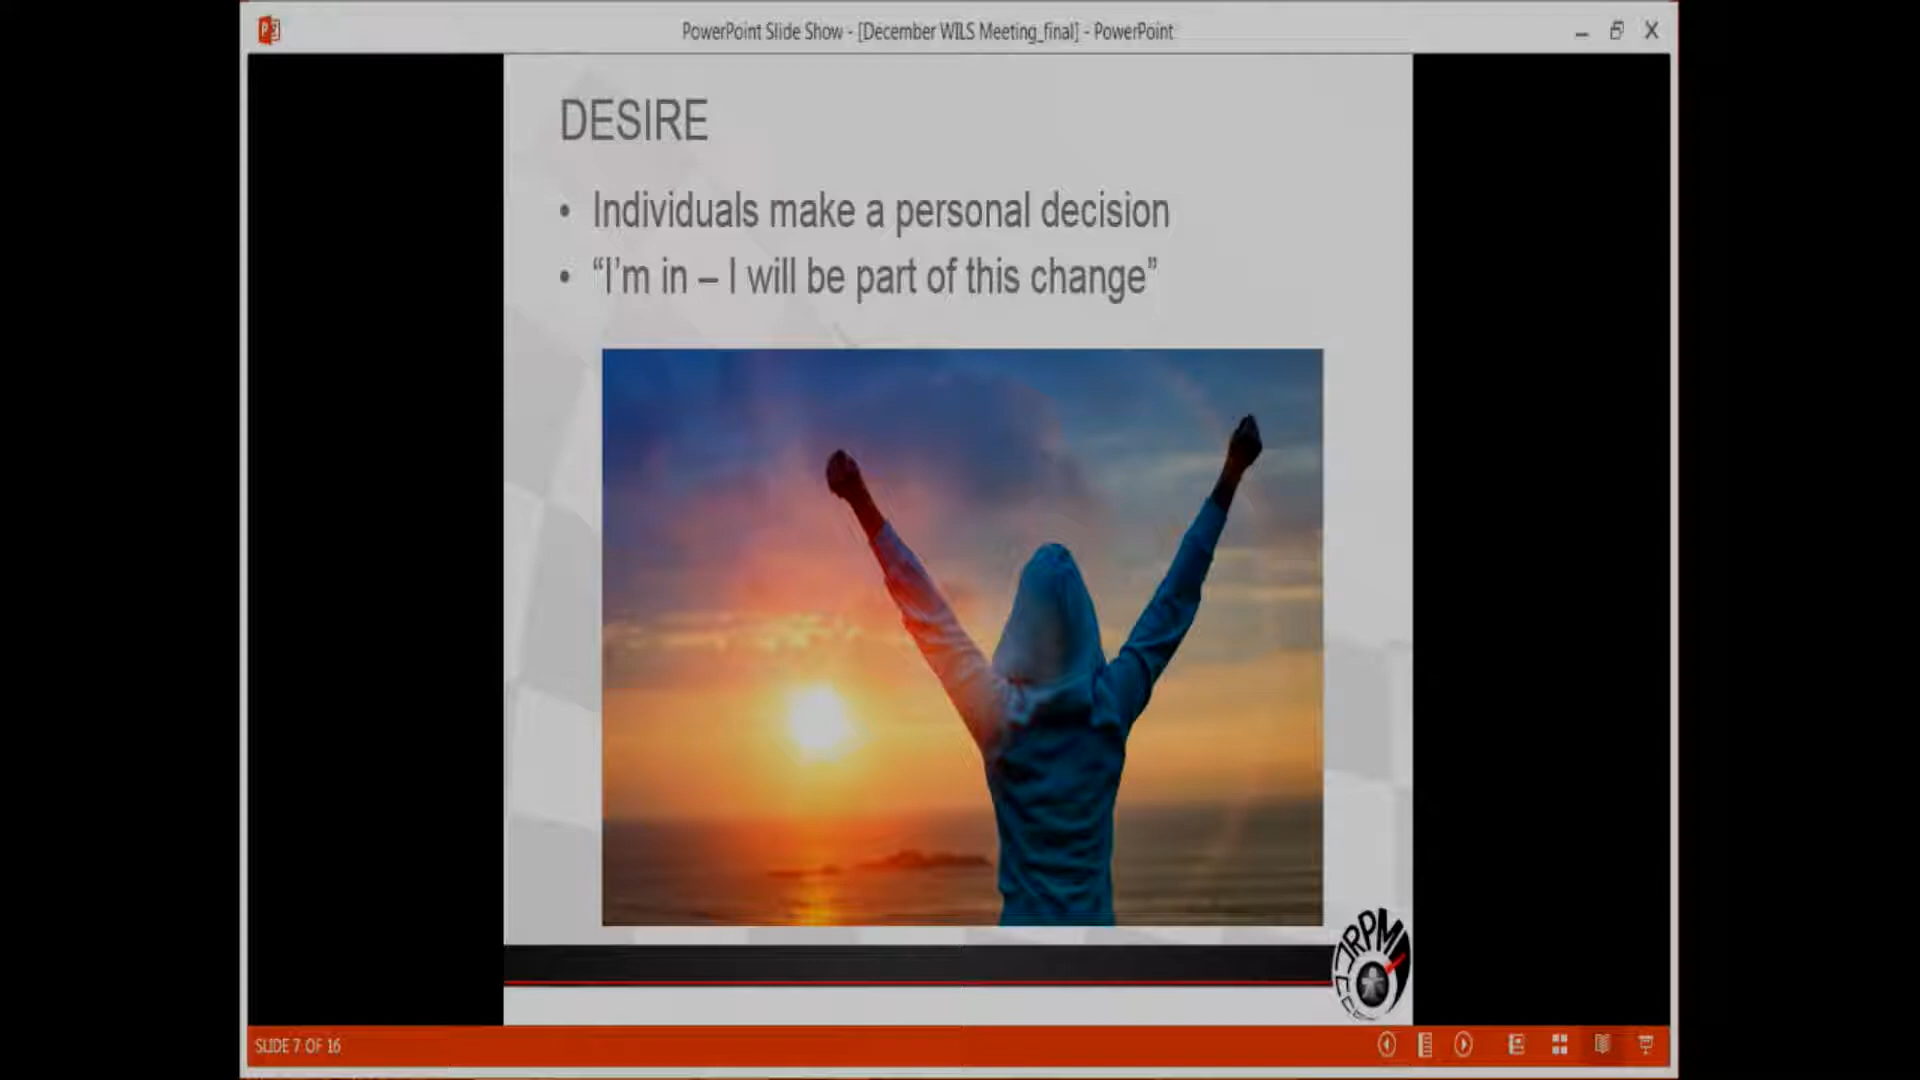 PowerPoint Slide Show - [December WILS Meeting_final] - PowerPoint
DESIRE
• Individuals make a personal decision
• “I’m in – I will be part of this change”
RPM
SLIDE 7 OF 16